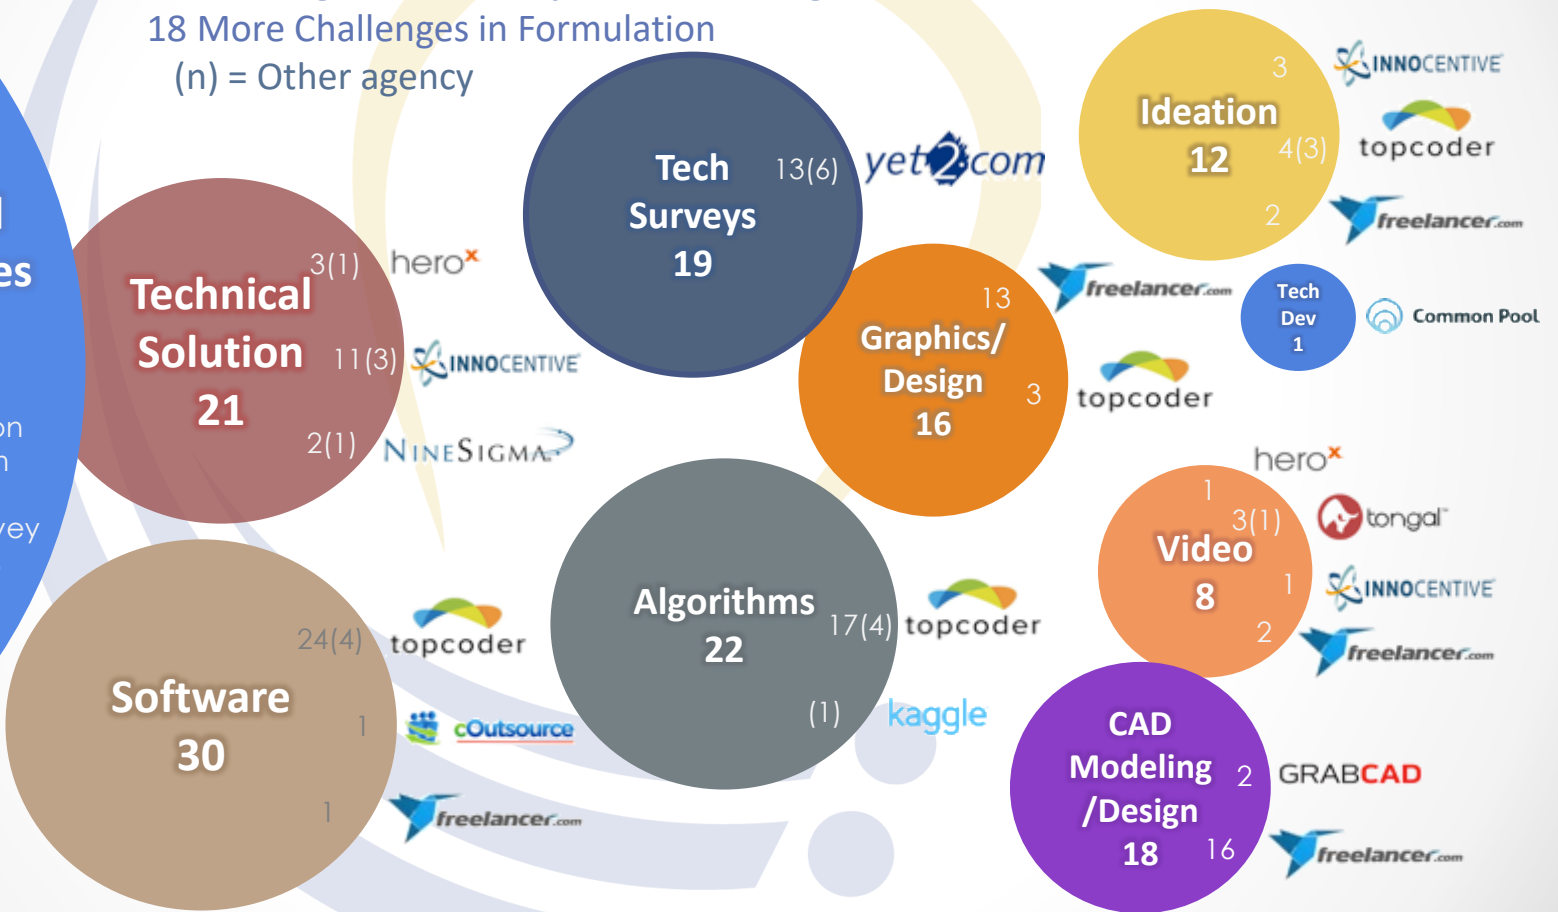 18 More Challenges in Formulation
(n) = Other agency
Tech
Surveys
19
13(6)
yet2com
Ideation
12
3
INNOCENTIVE
4(3)
topcoder
2
freelancer.com
Technical
Solution
21
3(1)
herox
11(3)
INNOCENTIVE
2(1)
NINESIGMA
Graphics/
Design
16
13
freelancer.com
3
topcoder
Tech
Dev
1
Common Pool
Software
30
24(4)
topcoder
1
cOutsource
1
freelancer.com
Algorithms
22
17(4)
topcoder
(1)
kaggle
Video
8
1
herox
3(1)
tongal
1
INNOCENTIVE
2
freelancer.com
CAD
Modeling
/Design
18
2
GRABCAD
16
freelancer.com